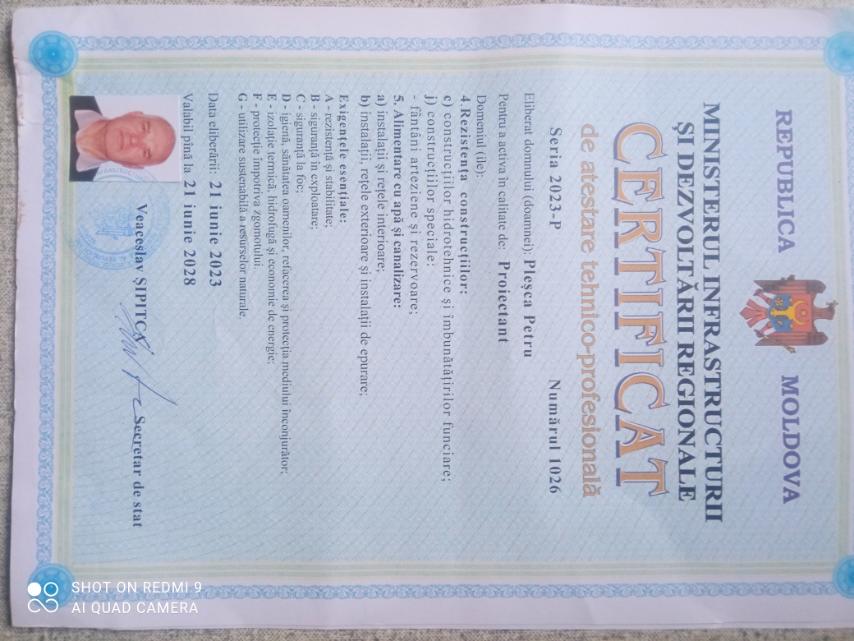 REPUBLICA MOLDOVA
MINISTERUL INFRASTRUCTURII
ȘI DEZVOLTĂRII REGIONALE
CERTIFICAT
de atestare tehnico-profesională
Seria 2023-P Numărul 1026
Eliberat domnului (doamnei): Pleșca Petru
Pentru a activa în calitate de: Proiectant
Domeniul (ile):
4 Rezistența construcțiilor:
c) construcțiilor hidrotehnice și îmbunătățirilor funciare;
j) construcțiilor speciale:
- fântâni arteziene și rezervoare;
5. Alimentare cu apă și canalizare:
a) instalații și rețele interioare;
b) instalații, rețele exterioare și instalații de epurare;
Exigențele esențiale:
A - rezistență și stabilitate;
B - siguranță în exploatare;
C - siguranță la foc;
D - igienă, sănătatea oamenilor, refacerea și protecția mediului înconjurător;
E - izolație termică, hidrofugă și economie de energie;
F - protecție împotriva zgomotului;
G - utilizare sustenabilă a resurselor naturale.
Data eliberării: 21 iunie 2023
Valabil pînă la 21 iunie 2028
Veaceslav ȘIPITCA Secretar de stat
SHOT ON REDMI 9
AI QUAD CAMERA